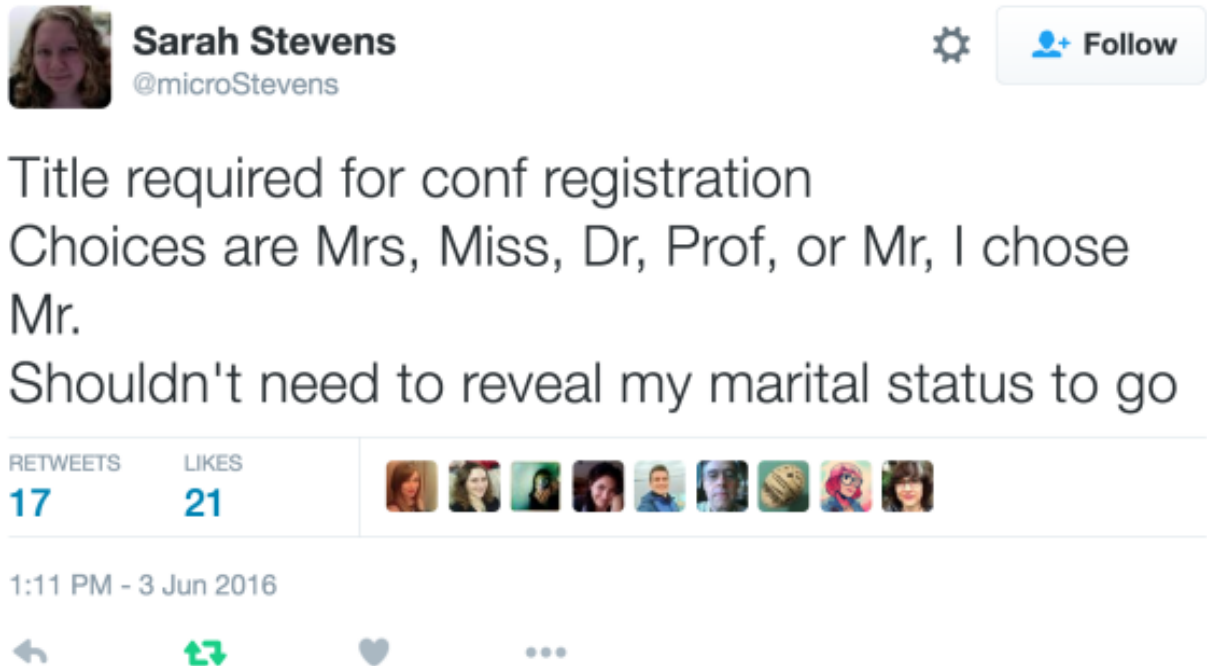 Sarah Stevens
@microStevens
Follow
Title required for conf registration
Choices are Mrs, Miss, Dr, Prof, or Mr, I chose
Mr.
Shouldn't need to reveal my marital status to go
RETWEETS LIKES
17 21
1:11 PM - 3 Jun 2016